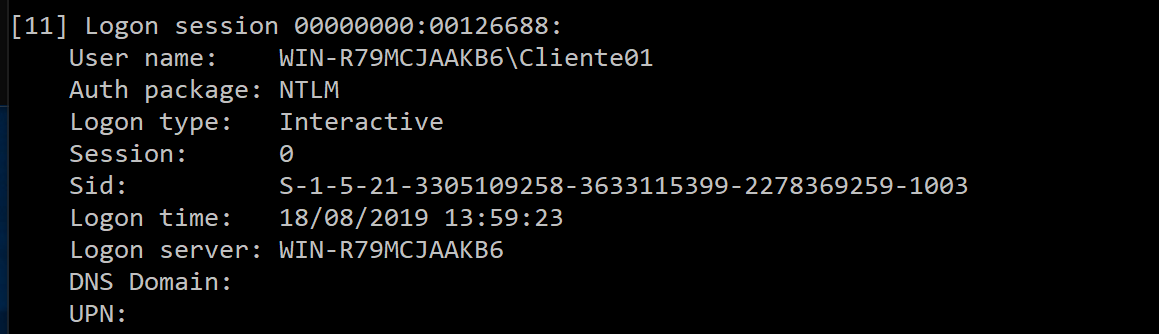 [11] Logon session 00000000:00126688:
User name: WIN-R79MCJAAKB6\Cliente01
Auth package: NTLM
Logon type: Interactive
Session: 0
Sid: S-1-5-21-3305109258-3633115399-2278369259-1003
Logon time: 18/08/2019 13:59:23
Logon server: WIN-R79MCJAAKB6
DNS Domain:
UPN: